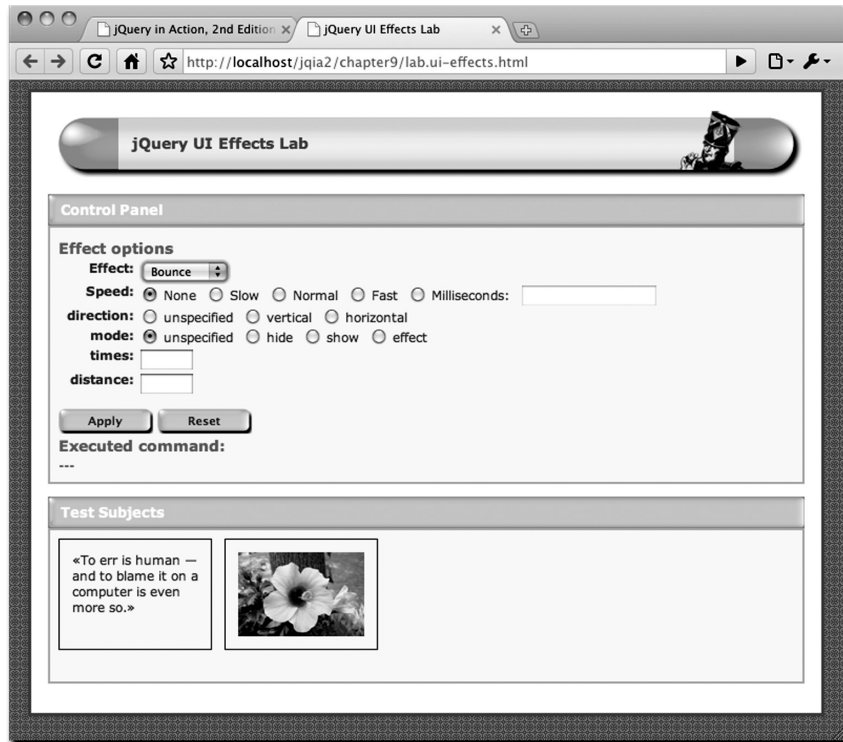 jQuery in Action, 2nd Edition
jQuery UI Effects Lab
http://localhost/jqia2/chapter9/lab.ui-effects.html
jQuery UI Effects Lab
Control Panel
Effect options
Effect: Bounce
Speed: None Slow Normal Fast Milliseconds:
direction: unspecified vertical horizontal
mode: unspecified hide show effect
times:
distance:
Apply Reset
Executed command:
---
Test Subjects
«To err is human —
and to blame it on a
computer is even
more so.»